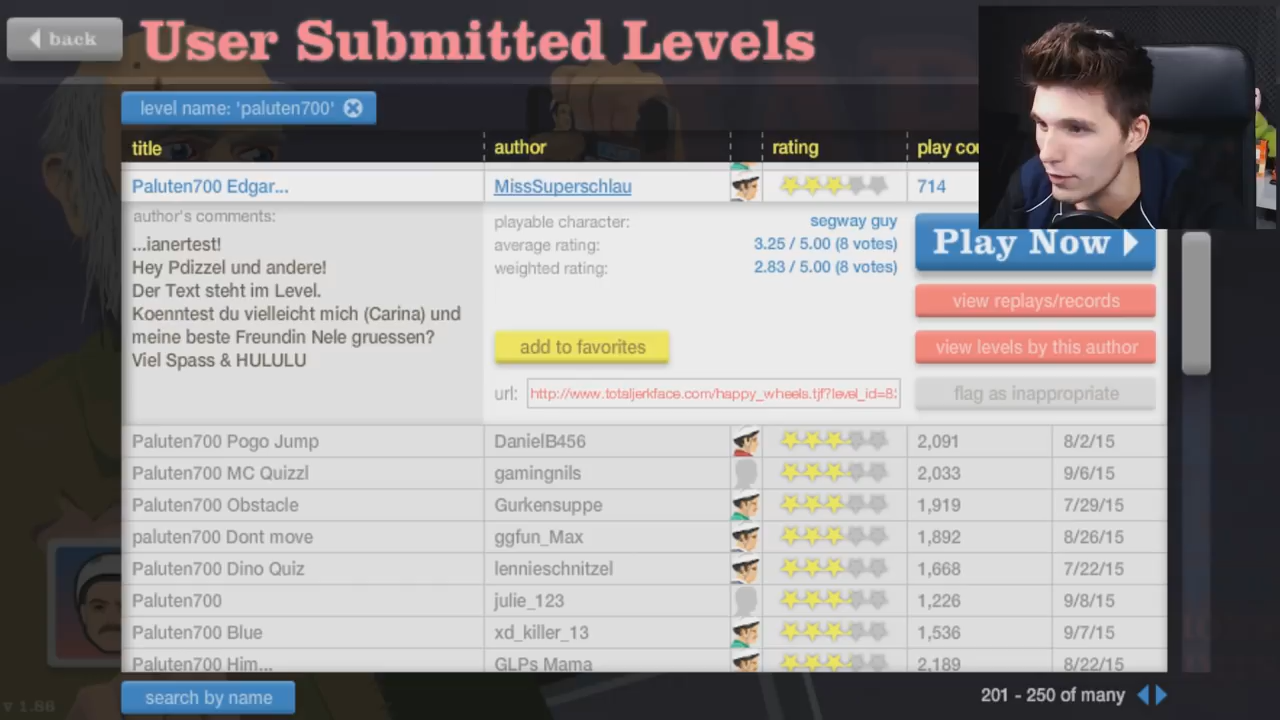 back
User Submitted Levels
level name: 'paluten700'
title author rating play cou
Paluten700 Edgar... MissSuperschlau 714
author's comments:
...ianertest!
Hey Pdizzel und andere!
Der Text steht im Level.
Koenntest du vielleicht mich (Carina) und
meine beste Freundin Nele gruessen?
Viel Spass & HULULU
playable character: segway guy
average rating: 3.25 / 5.00 (8 votes)
weighted rating: 2.83 / 5.00 (8 votes)
add to favorites
url: http://www.totaljerkface.com/happy_wheels.tjf?level_id=8
Play Now
view replays/records
view levels by this author
flag as inappropriate
Paluten700 Pogo Jump DanielB456 2,091 8/2/15
Paluten700 MC Quizzl gamingnils 2,033 9/6/15
Paluten700 Obstacle Gurkensuppe 1,919 7/29/15
paluten700 Dont move ggfun_Max 1,892 8/26/15
Paluten700 Dino Quiz lennieschnitzel 1,668 7/22/15
Paluten700 julie_123 1,226 9/8/15
Paluten700 Blue xd_killer_13 1,536 9/7/15
Paluten700 Him... GLPs Mama 2,189 8/22/15
search by name
201 - 250 of many
v 1.86